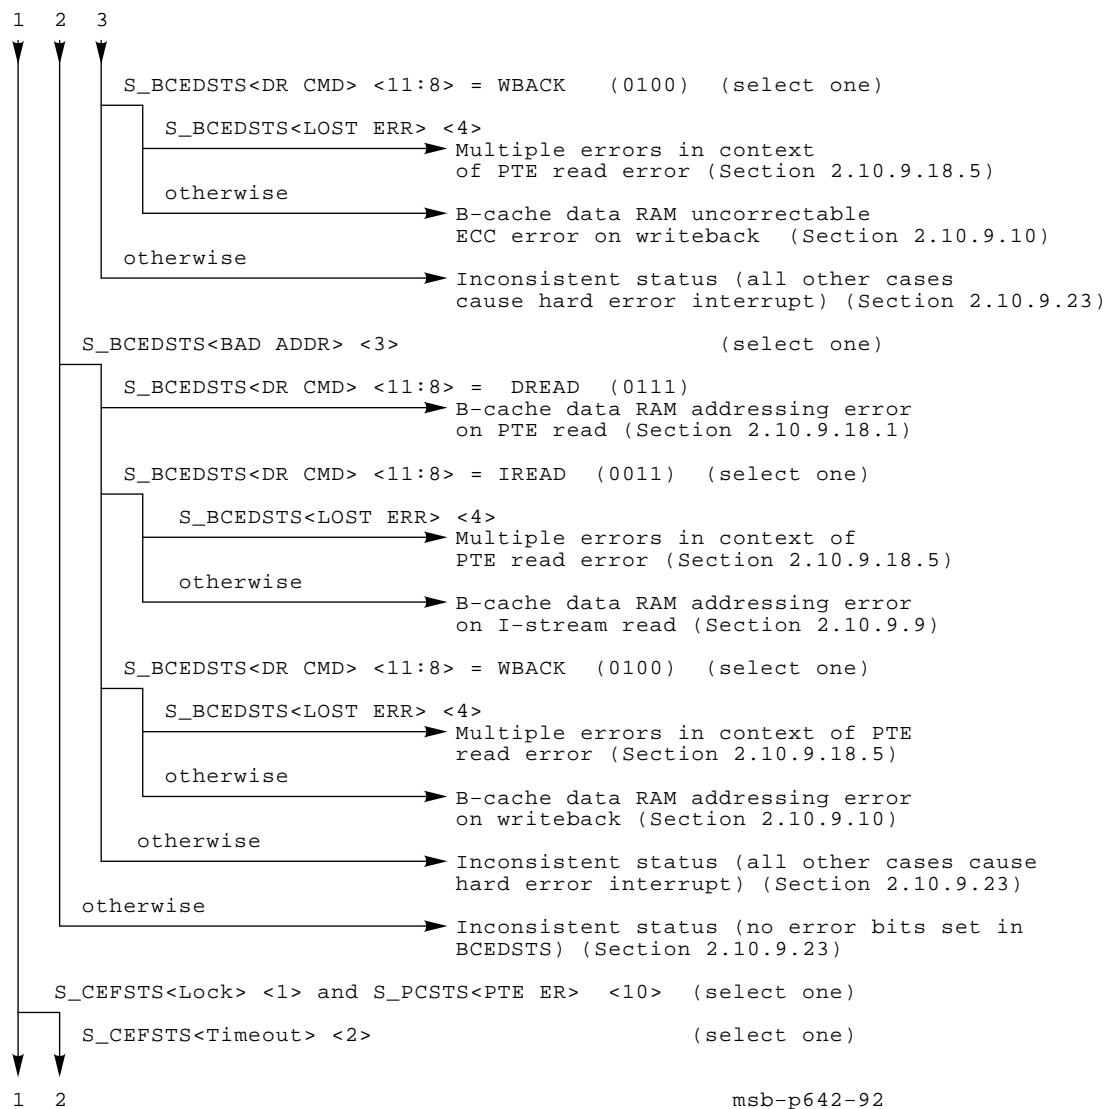 1 2 3
S_BCEDSTS<DR CMD> <11:8> = WBACK (0100) (select one)
S_BCEDSTS<LOST ERR> <4>
Multiple errors in context
of PTE read error (Section 2.10.9.18.5)
otherwise
B-cache data RAM uncorrectable
ECC error on writeback (Section 2.10.9.10)
otherwise
Inconsistent status (all other cases
cause hard error interrupt) (Section 2.10.9.23)
S_BCEDSTS<BAD ADDR> <3> (select one)
S_BCEDSTS<DR CMD> <11:8> = DREAD (0111)
B-cache data RAM addressing error
on PTE read (Section 2.10.9.18.1)
S_BCEDSTS<DR CMD> <11:8> = IREAD (0011) (select one)
S_BCEDSTS<LOST ERR> <4>
Multiple errors in context of
PTE read error (Section 2.10.9.18.5)
otherwise
B-cache data RAM addressing error
on I-stream read (Section 2.10.9.9)
S_BCEDSTS<DR CMD> <11:8> = WBACK (0100) (select one)
S_BCEDSTS<LOST ERR> <4>
Multiple errors in context of PTE
read error (Section 2.10.9.18.5)
otherwise
B-cache data RAM addressing error
on writeback (Section 2.10.9.10)
otherwise
Inconsistent status (all other cases cause
hard error interrupt) (Section 2.10.9.23)
otherwise
Inconsistent status (no error bits set in
BCEDSTS) (Section 2.10.9.23)
S_CEFSTS<Lock> <1> and S_PCSTS<PTE ER> <10> (select one)
S_CEFSTS<Timeout> <2> (select one)
1 2 msb-p642-92